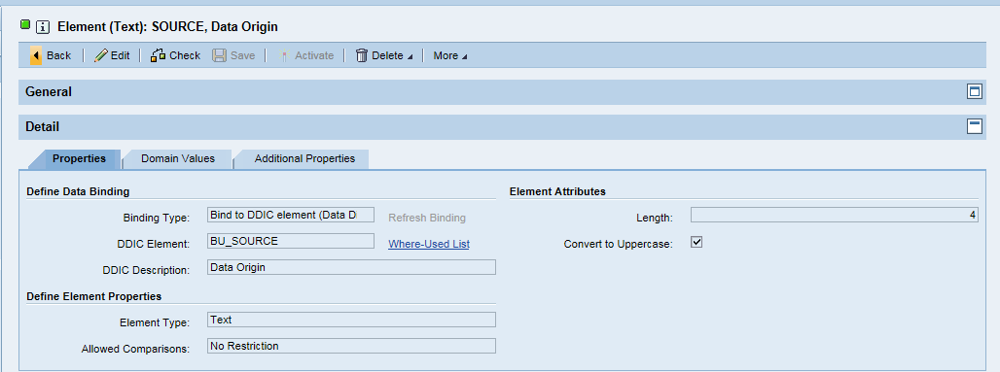 Element (Text): SOURCE, Data Origin
Back Edit Check Save Activate Delete More
General
Detail
Properties Domain Values Additional Properties
Define Data Binding Element Attributes
Binding Type: Bind to DDIC element (Data D Refresh Binding Length: 4
DDIC Element: BU_SOURCE Where-Used List Convert to Uppercase:
DDIC Description: Data Origin
Define Element Properties
Element Type: Text
Allowed Comparisons: No Restriction